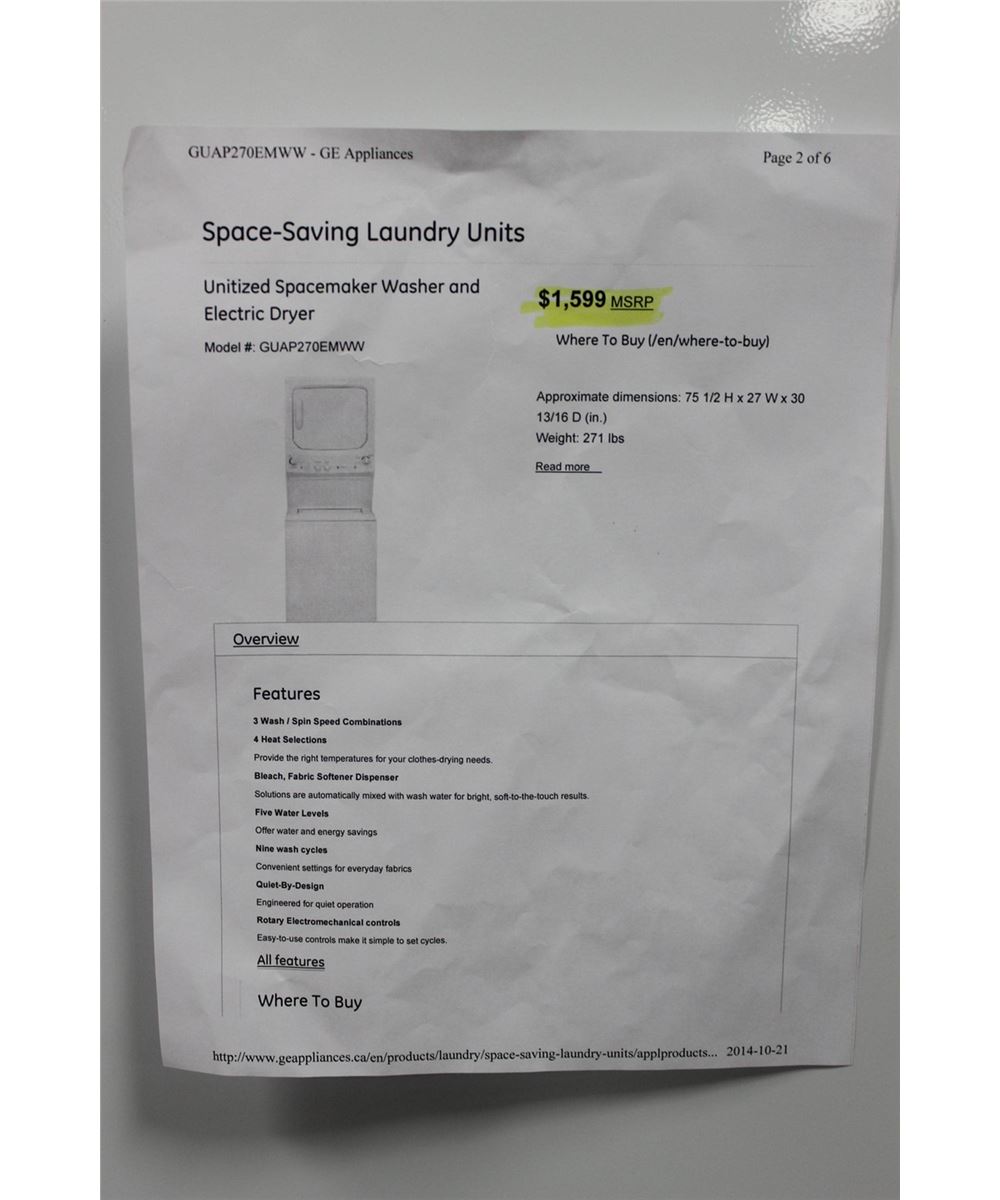 GUAP270EMWW - GE Appliances
Page 2 of 6
Space-Saving Laundry Units
Unitized Spacemaker Washer and
Electric Dryer
Model #: GUAP270EMWW
$1,599 MSRP
Where To Buy (/en/where-to-buy)
Approximate dimensions: 75 1/2 H x 27 W x 30
13/16 D (in.)
Weight: 271 lbs
Read more
Overview
Features
3 Wash / Spin Speed Combinations
4 Heat Selections
Provide the right temperatures for your clothes-drying needs.
Bleach, Fabric Softener Dispenser
Solutions are automatically mixed with wash water for bright, soft-to-the-touch results.
Five Water Levels
Offer water and energy savings
Nine wash cycles
Convenient settings for everyday fabrics
Quiet-By-Design
Engineered for quiet operation
Rotary Electromechanical controls
Easy-to-use controls make it simple to set cycles.
All features
Where To Buy
http://www.geappliances.ca/en/products/laundry/space-saving-laundry-units/applproducts... 2014-10-21